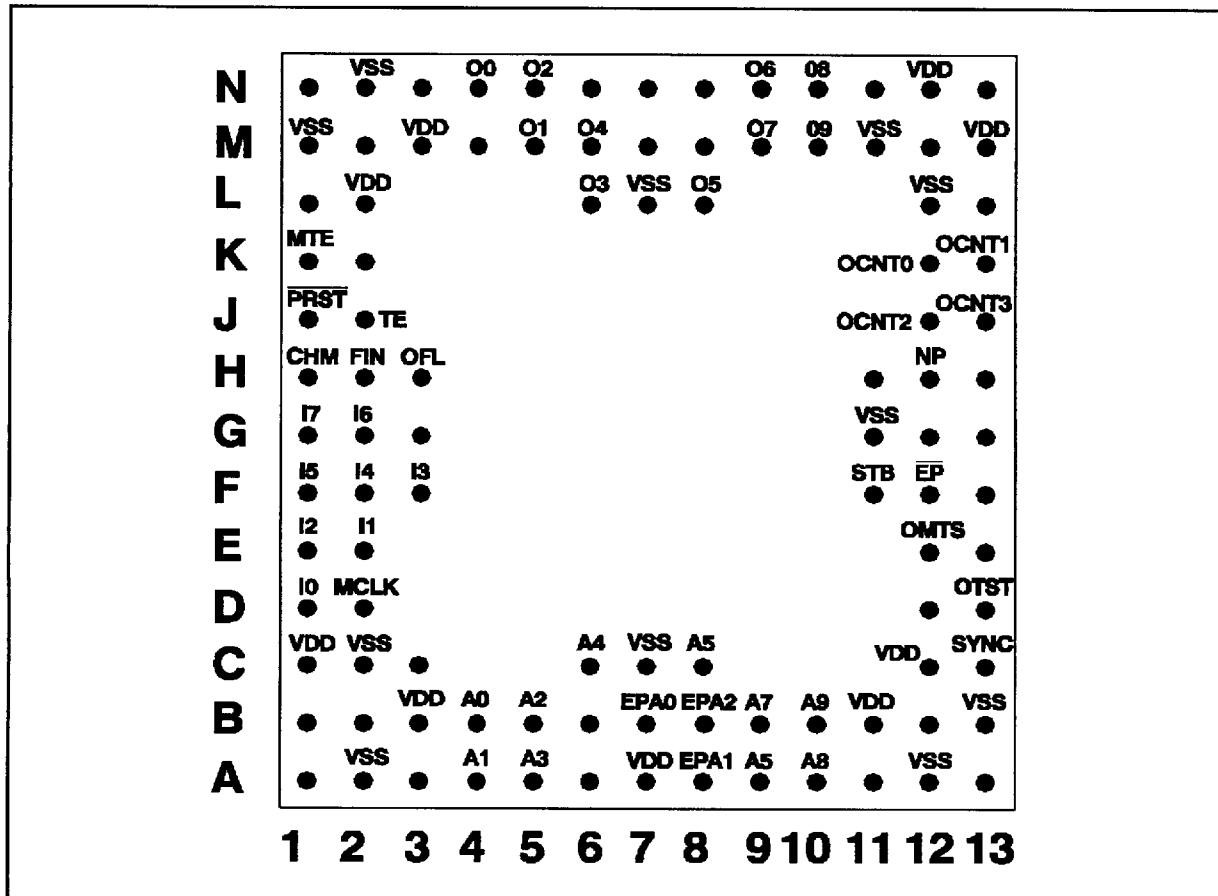 VSS O0 O2 O6 08 VDD
N
VSS VDD O1 O4 O7 09 VSS VDD
M
VDD O3 VSS O5 VSS
L
MTE OCNT1
K OCNT0
PRST OCNT3
J TE OCNT2
CHM FIN OFL NP
H
I7 I6 VSS
G
I5 I4 I3 STB EP
F
I2 I1 OMTS
E
I0 MCLK OTST
D
VDD VSS A4 VSS A5 VDD SYNC
C
VDD A0 A2 EPA0 EPA2 A7 A9 VDD VSS
B
VSS A1 A3 VDD EPA1 A5 A8 VSS
A
1 2 3 4 5 6 7 8 9 10 11 12 13